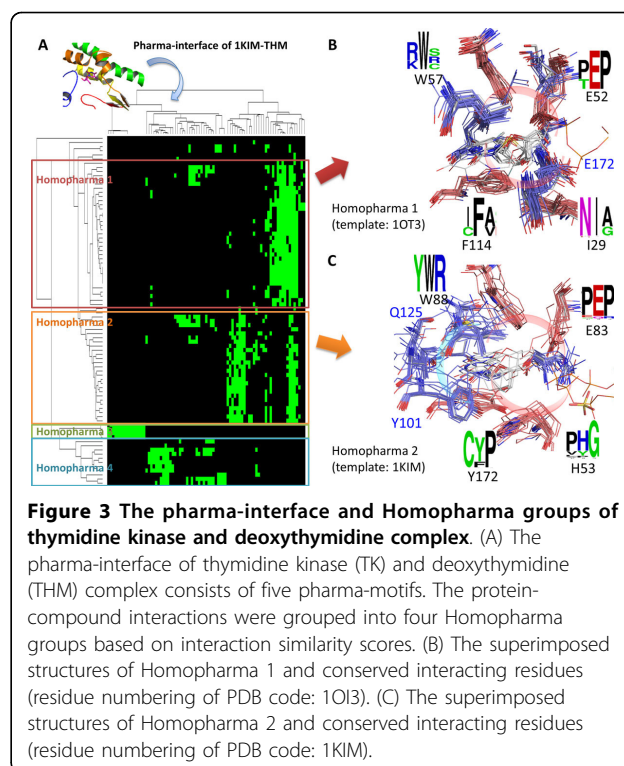 A
Pharma-interface of 1KIM-THM
Homopharma 1
Homopharma 2
Homopharma
Homopharma 4
B
W57
E52
E172
Homopharma 1
(template: 1OT3)
F114
I29
C
YWR
W88
PEP
E83
Q125
Y101
Homopharma 2
(template: 1KIM)
Y172
H53
Figure 3 The pharma-interface and Homopharma groups of
thymidine kinase and deoxythymidine complex. (A) The
pharma-interface of thymidine kinase (TK) and deoxythymidine
(THM) complex consists of five pharma-motifs. The protein-
compound interactions were grouped into four Homopharma
groups based on interaction similarity scores. (B) The superimposed
structures of Homopharma 1 and conserved interacting residues
(residue numbering of PDB code: 1OI3). (C) The superimposed
structures of Homopharma 2 and conserved interacting residues
(residue numbering of PDB code: 1KIM).